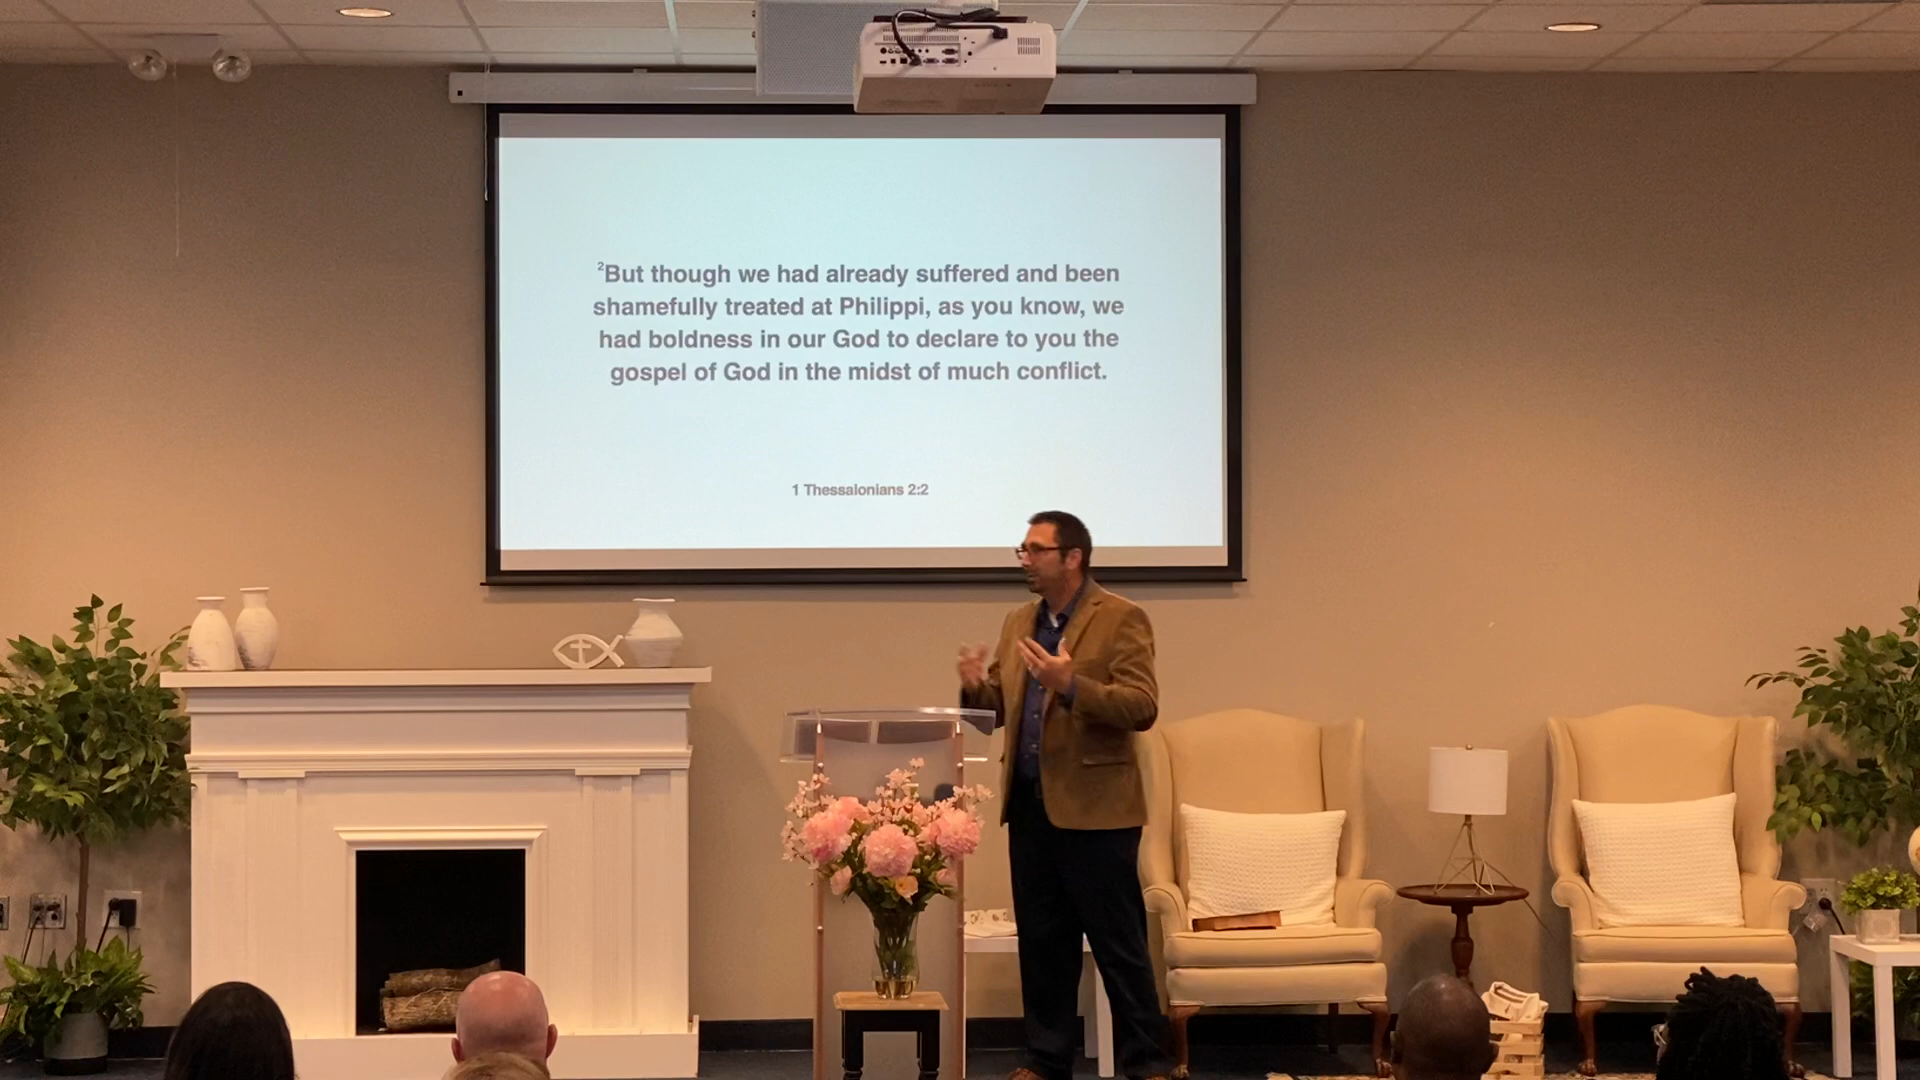 ²But though we had already suffered and been
shamefully treated at Philippi, as you know, we
had boldness in our God to declare to you the
gospel of God in the midst of much conflict.
1 Thessalonians 2:2